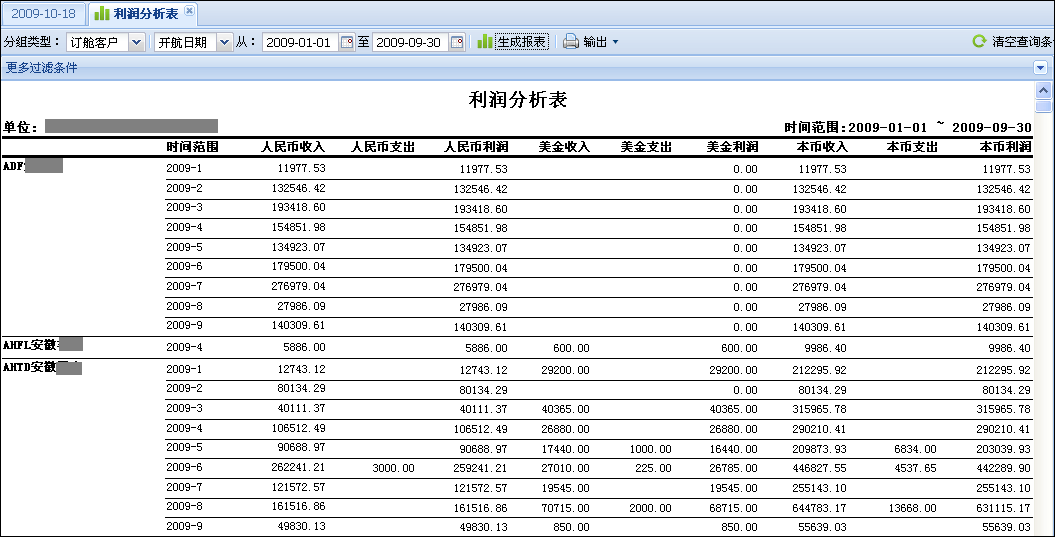 2009-10-18 利润分析表
分组类型： 订舱客户 开航日期 从： 2009-01-01 至 2009-09-30 生成报表 输出 清空查询条
更多过滤条件
利润分析表
单位： 时间范围:2009-01-01 ~ 2009-09-30
时间范围 人民币收入 人民币支出 人民币利润 美金收入 美金支出 美金利润 本币收入 本币支出 本币利润
ADF 2009-1 11977.53 11977.53 0.00 11977.53 11977.53
2009-2 132546.42 132546.42 0.00 132546.42 132546.42
2009-3 193418.60 193418.60 0.00 193418.60 193418.60
2009-4 154851.98 154851.98 0.00 154851.98 154851.98
2009-5 134923.07 134923.07 0.00 134923.07 134923.07
2009-6 179500.04 179500.04 0.00 179500.04 179500.04
2009-7 276979.04 276979.04 0.00 276979.04 276979.04
2009-8 27986.09 27986.09 0.00 27986.09 27986.09
2009-9 140309.61 140309.61 0.00 140309.61 140309.61
AHFL安徽 2009-4 5886.00 5886.00 600.00 600.00 9986.40 9986.40
AHTD安徽 2009-1 12743.12 12743.12 29200.00 29200.00 212295.92 212295.92
2009-2 80134.29 80134.29 0.00 80134.29 80134.29
2009-3 40111.37 40111.37 40365.00 40365.00 315965.78 315965.78
2009-4 106512.49 106512.49 26880.00 26880.00 290210.41 290210.41
2009-5 90688.97 90688.97 17440.00 1000.00 16440.00 209873.93 6834.00 203039.93
2009-6 262241.21 3000.00 259241.21 27010.00 225.00 26785.00 446827.55 4537.65 442289.90
2009-7 121572.57 121572.57 19545.00 19545.00 255143.10 255143.10
2009-8 161516.86 161516.86 70715.00 2000.00 68715.00 644783.17 13668.00 631115.17
2009-9 49830.13 49830.13 850.00 850.00 55639.03 55639.03